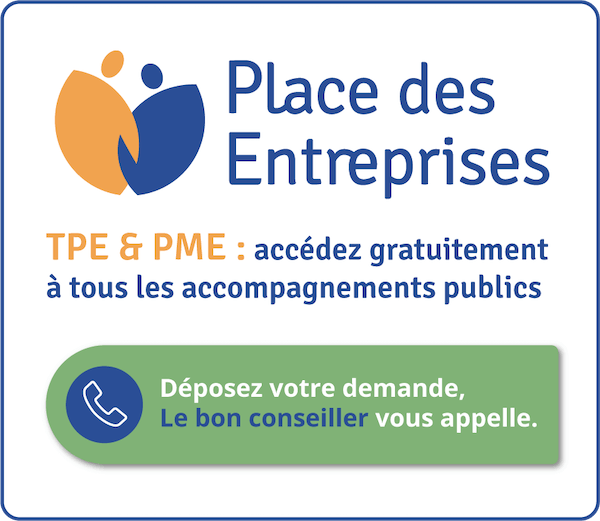 Place des
Entreprises
TPE & PME : accédez gratuitement
à tous les accompagnements publics
Déposez votre demande,
Le bon conseiller vous appelle.